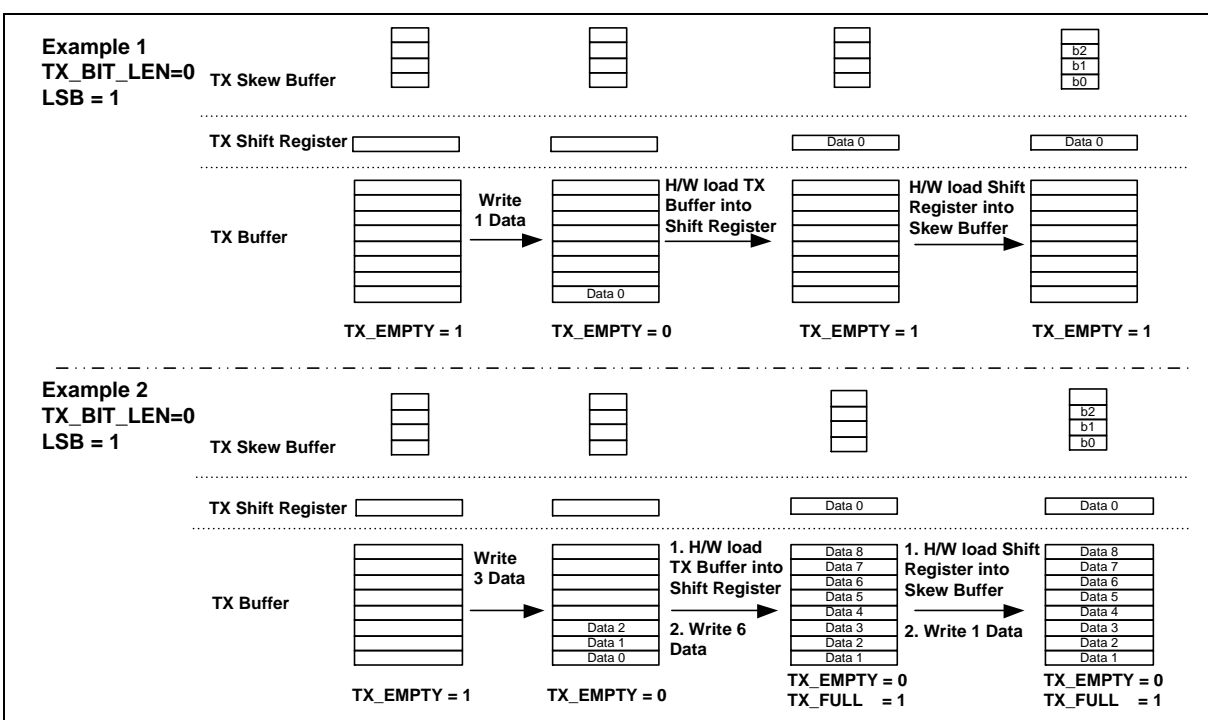 Example 1
TX_BIT_LEN=0
LSB = 1
TX Skew Buffer
b2
b1
b0
TX Shift Register
Data 0
Data 0
TX Buffer
Write
1 Data
Data 0
H/W load TX
Buffer into
Shift Register
H/W load Shift
Register into
Skew Buffer
TX_EMPTY = 1
TX_EMPTY = 0
TX_EMPTY = 1
TX_EMPTY = 1
Example 2
TX_BIT_LEN=0
LSB = 1
TX Skew Buffer
b2
b1
b0
TX Shift Register
Data 0
Data 0
TX Buffer
Write
3 Data
Data 2
Data 1
Data 0
1. H/W load
TX Buffer into
Shift Register
2. Write 6
Data
Data 8
Data 7
Data 6
Data 5
Data 4
Data 3
Data 2
Data 1
1. H/W load Shift
Register into
Skew Buffer
2. Write 1 Data
Data 8
Data 7
Data 6
Data 5
Data 4
Data 3
Data 2
Data 1
TX_EMPTY = 1
TX_EMPTY = 0
TX_EMPTY = 0
TX_FULL = 1
TX_EMPTY = 0
TX_FULL = 1